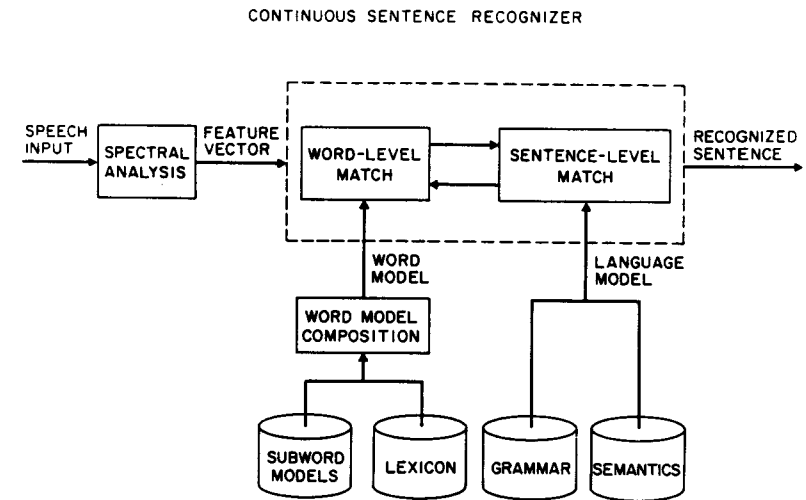 CONTINUOUS SENTENCE RECOGNIZER
SPEECH
INPUT
SPECTRAL
ANALYSIS
FEATURE
VECTOR
WORD-LEVEL
MATCH
SENTENCE-LEVEL
MATCH
RECOGNIZED
SENTENCE
WORD
MODEL
LANGUAGE
MODEL
WORD MODEL
COMPOSITION
SUBWORD
MODELS
LEXICON
GRAMMAR
SEMANTICS